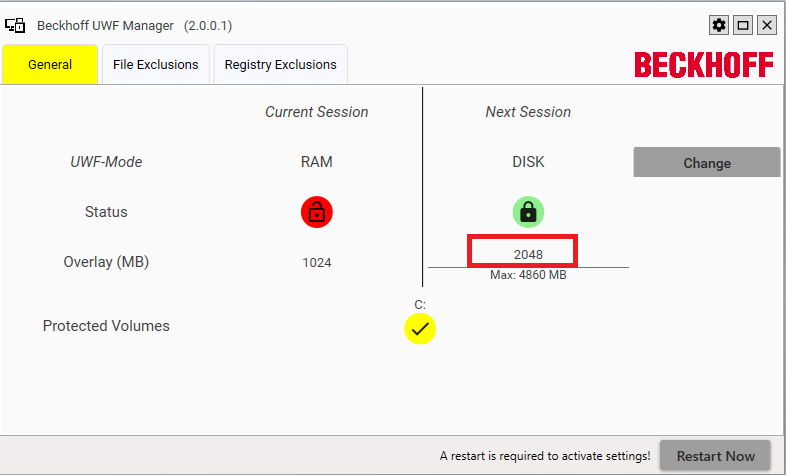 Beckhoff UWF Manager (2.0.0.1)
General File Exclusions Registry Exclusions BECKHOFF
Current Session Next Session
UWF-Mode RAM DISK Change
Status
Overlay (MB) 1024 2048
Max: 4860 MB
C:
Protected Volumes
A restart is required to activate settings! Restart Now